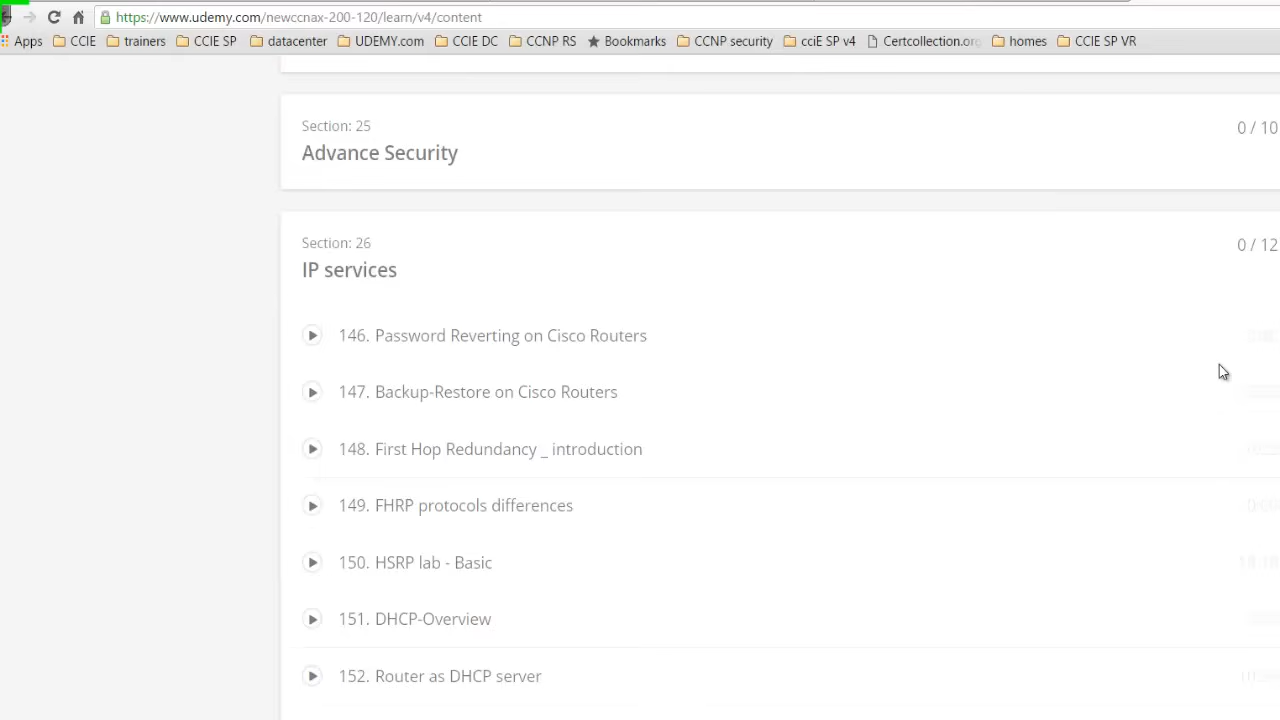 https://www.udemy.com/newccnax-200-120/learn/v4/content
Apps CCIE trainers CCIE SP datacenter UDEMY.com CCIE DC CCNP RS Bookmarks CCNP security cciE SP v4 Certcollection.org homes CCIE SP VR
Section: 25
0 / 10
Advance Security
Section: 26
0 / 12
IP services
146. Password Reverting on Cisco Routers
147. Backup-Restore on Cisco Routers
148. First Hop Redundancy _ introduction
149. FHRP protocols differences
150. HSRP lab - Basic
151. DHCP-Overview
152. Router as DHCP server